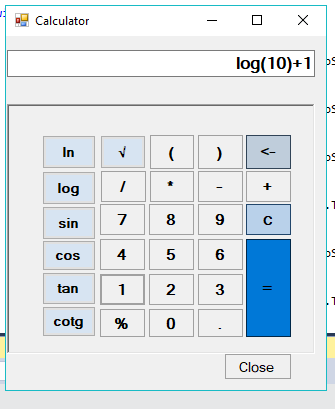 Calculator
log(10)+1
ln √ ( ) <-
log / * - +
sin 7 8 9 C
cos 4 5 6 =
tan 1 2 3
cotg % 0 .
Close